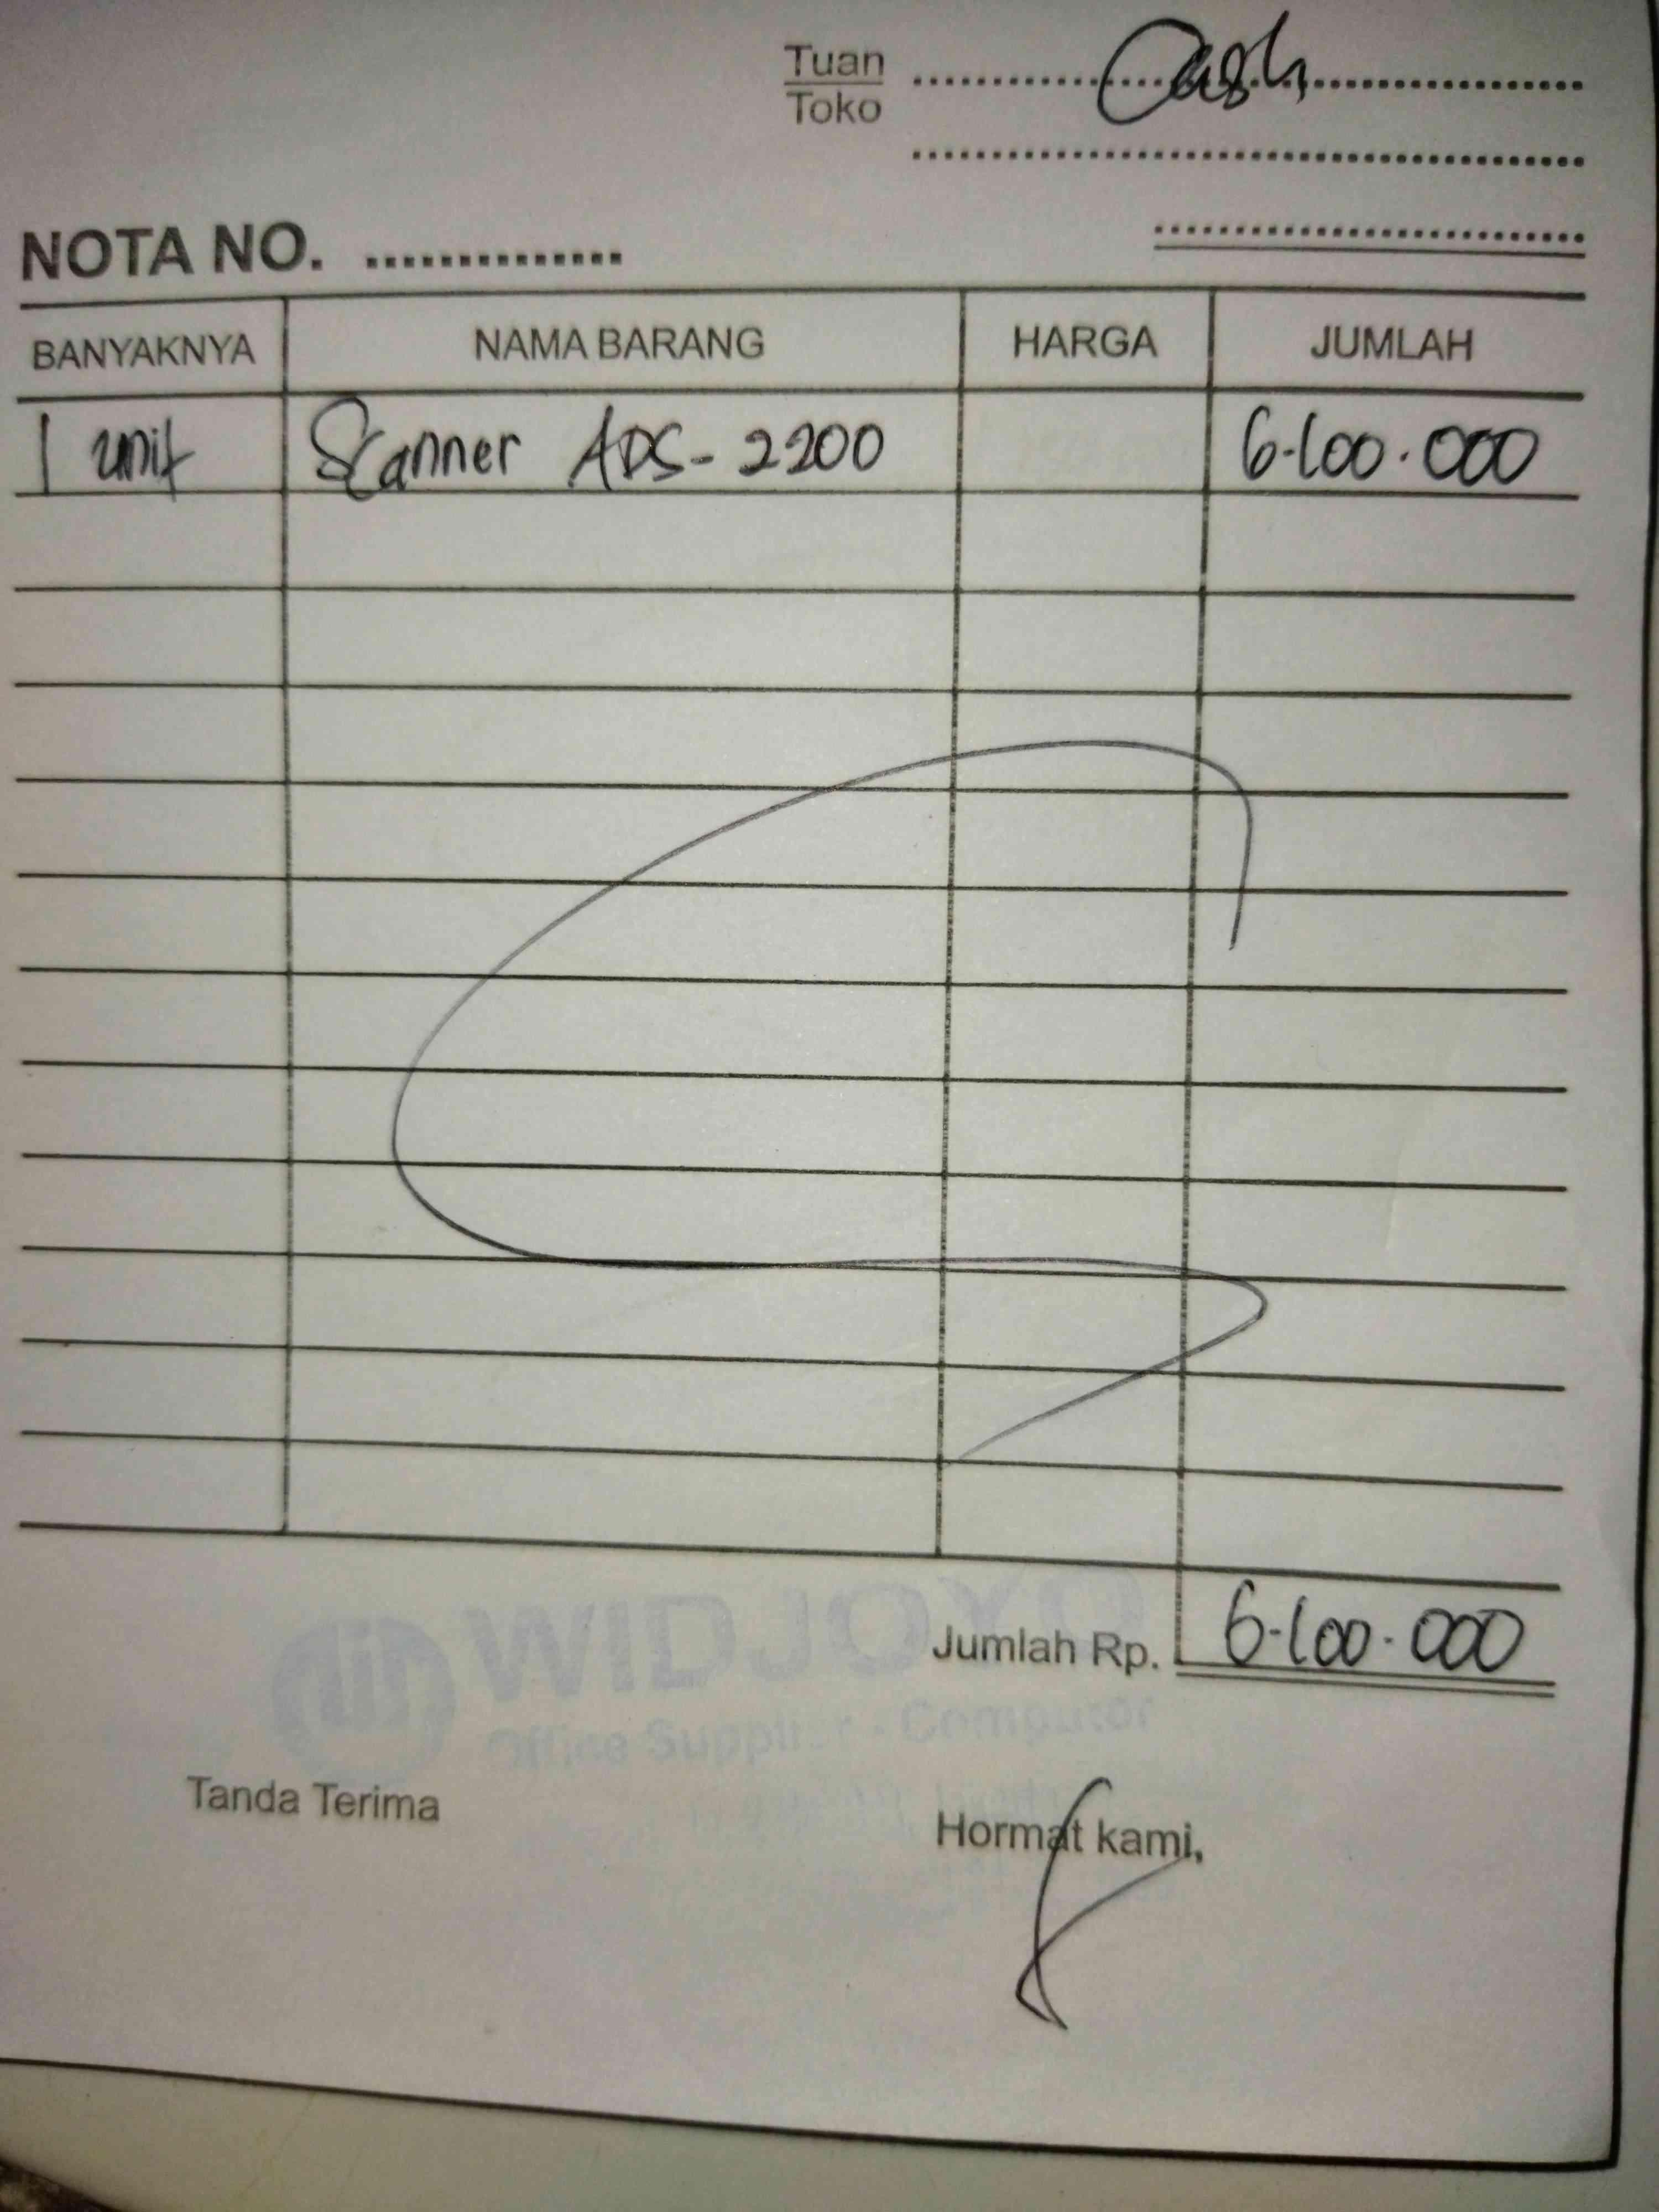 Tuan ........ Cash ........
Toko
NOTA NO. ..............
BANYAKNYA NAMA BARANG HARGA JUMLAH
1 unit Scanner ADS-2200 6.100.000
Jumlah Rp. 6.100.000
WIDJOYO
Office Supplier - Computer
Tanda Terima
Hormat kami,